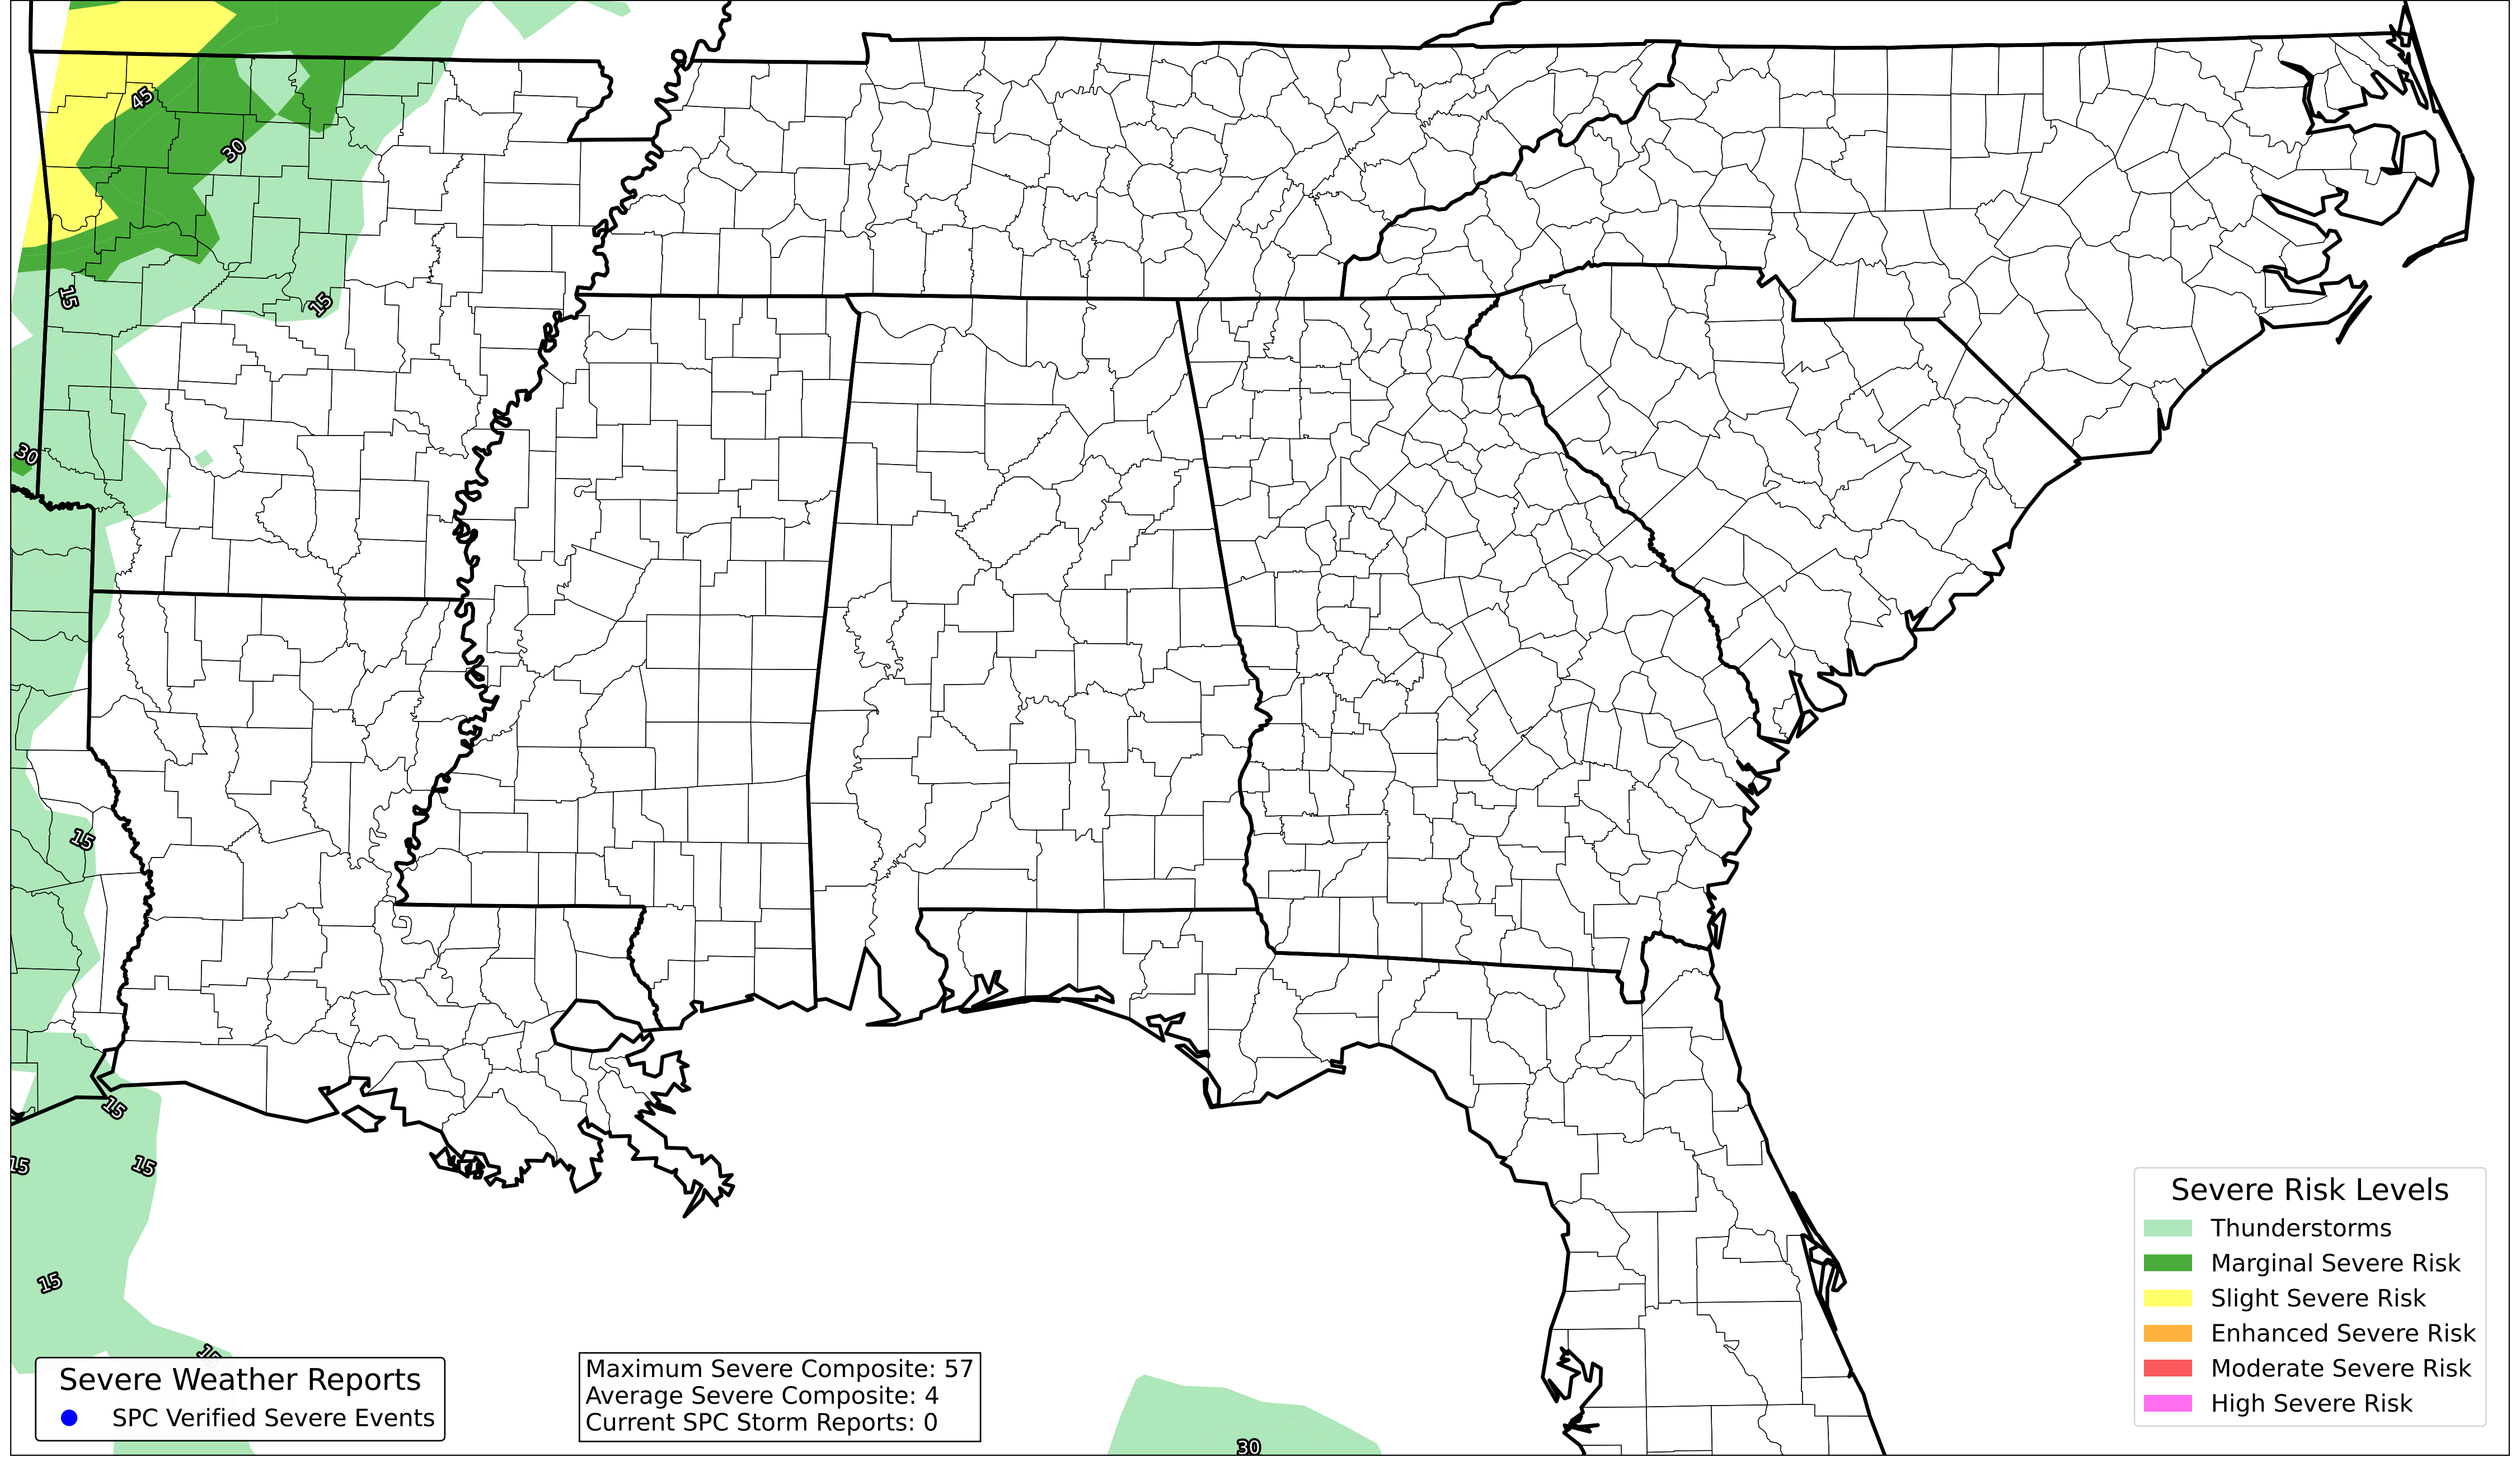 45
30
15
15
30
15
15
15
15
15
30
Severe Weather Reports
SPC Verified Severe Events
Maximum Severe Composite: 57
Average Severe Composite: 4
Current SPC Storm Reports: 0
Severe Risk Levels
Thunderstorms
Marginal Severe Risk
Slight Severe Risk
Enhanced Severe Risk
Moderate Severe Risk
High Severe Risk